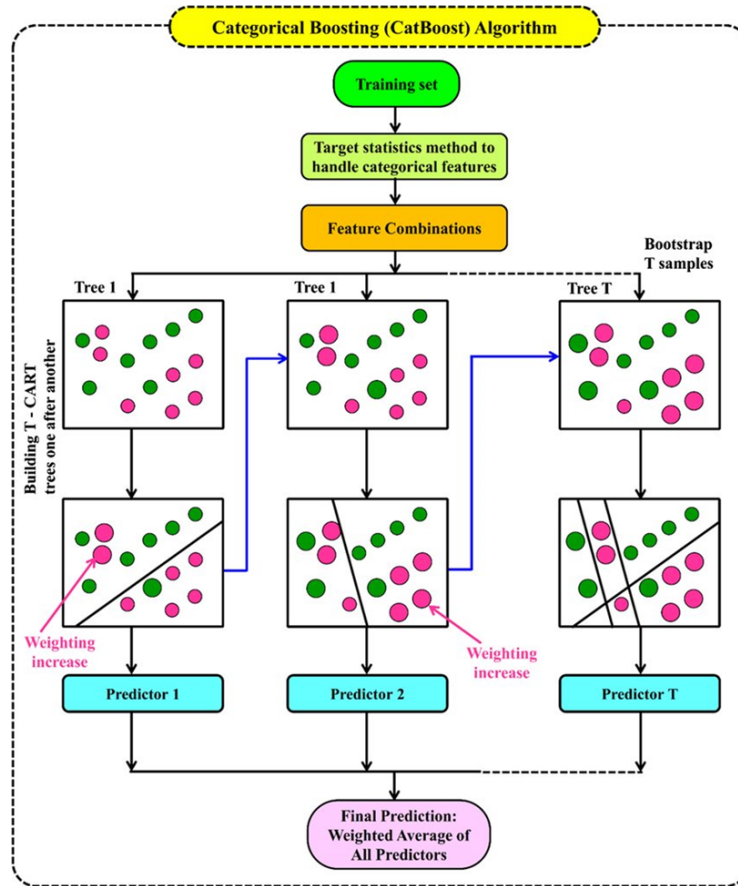 Categorical Boosting (CatBoost) Algorithm
Training set
Target statistics method to
handle categorical features
Feature Combinations
Bootstrap
T samples
Tree 1
Tree 1
Tree T
Building T - CART
trees one after another
Weighting
increase
Weighting
increase
Predictor 1
Predictor 2
Predictor T
Final Prediction:
Weighted Average of
All Predictors